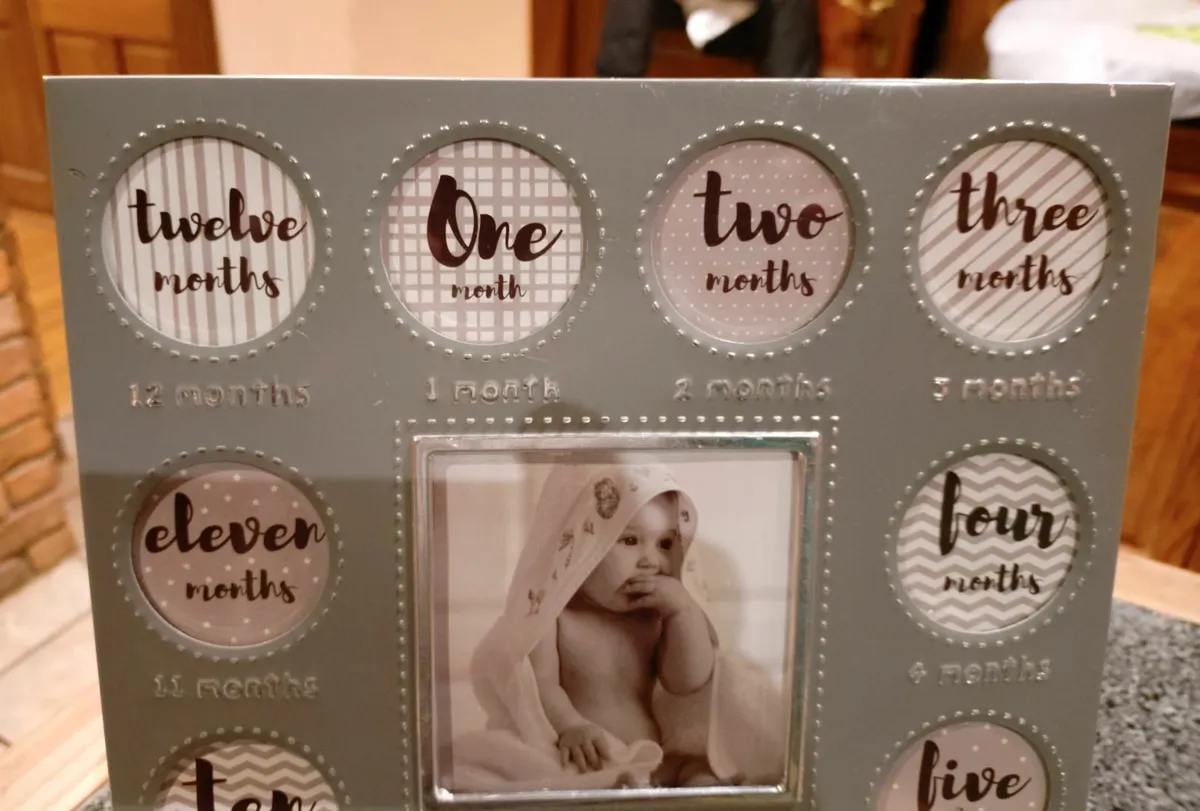 twelve
months
One
month
two
months
three
months
12 months
1 month
2 months
3 months
eleven
months
four
months
11 months
4 months
ten
five